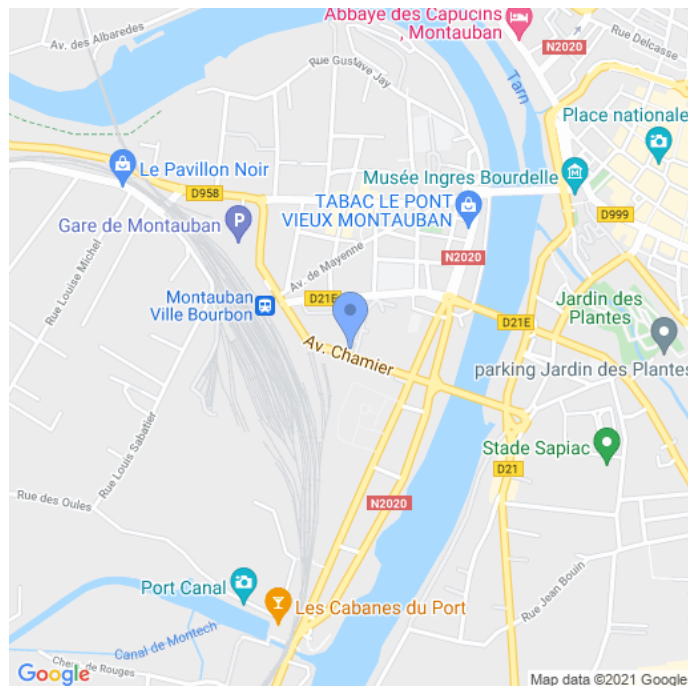 Abbaye des Capucins
, Montauban
Av. des Albaredes
N2020
Rue Delcasse
Rue Gustave Jay
Tarn
Place nationale
Le Pavillon Noir
Musée Ingres Bourdelle
D958
TABAC LE PONT
VIEUX MONTAUBAN
Gare de Montauban
D999
Rue Louise Michel
Av. de Mayenne
N2020
Montauban
Ville Bourbon
D21E
Jardin des
Plantes
D21E
Av. Chamier
parking Jardin des Plantes
Rue Louis Sabatier
Stade Sapiac
D21
Rue des Oules
N2020
Port Canal
Les Cabanes du Port
Rue Jean Bouin
Canal de Montech
Chem. de Rouges
Google
Map data ©2021 Google